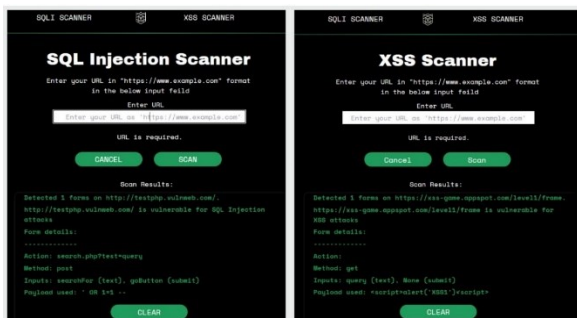 SQLI SCANNER
XSS SCANNER
SQL Injection Scanner
Enter your URL in "https://www.example.com" format
in the below input feild
Enter URL
Enter your URL as 'https://www.example.com'
URL is required.
CANCEL
SCAN
Scan Results:
Detected 1 forms on http://testphp.vulnweb.com/.
http://testphp.vulnweb.com/ is vulnerable for SQL Injection
attacks
Form details:
-------------
Action: search.php?test=query
Method: post
Inputs: searchFor (text), goButton (submit)
Payload used: ' OR 1=1 --
CLEAR
SQLI SCANNER
XSS SCANNER
XSS Scanner
Enter your URL in "https://www.example.com" format
in the below input feild
Enter URL
Enter your URL as 'https://www.example.com'
URL is required.
Cancel
Scan
Scan Results:
Detected 1 forms on https://xss-game.appspot.com/level1/frame.
https://xss-game.appspot.com/level1/frame is vulnerable for
XSS attacks
Form details:
-------------
Action:
Method: get
Inputs: query (text), None (submit)
Payload used: <script>alert('XSS1')<script>
CLEAR